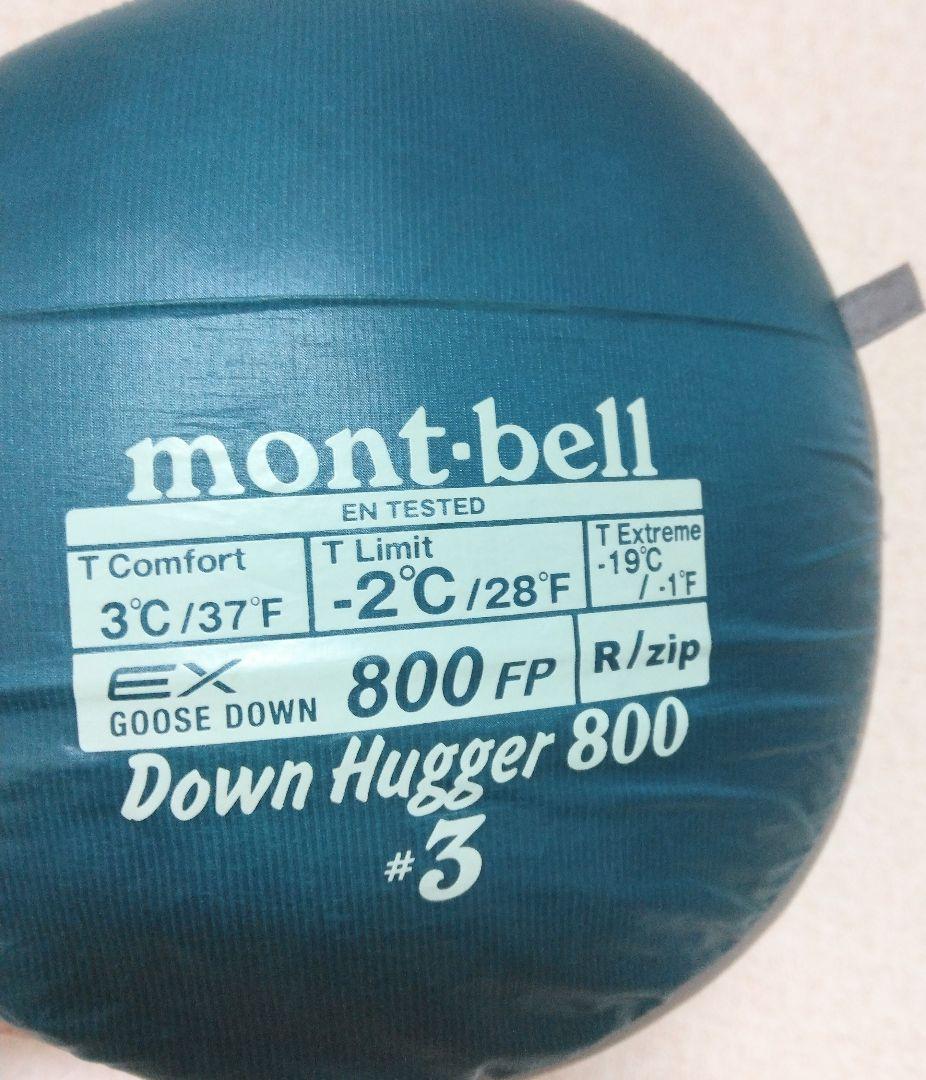 mont·bell
EN TESTED
T Comfort
3°C/37°F
T Limit
-2°C/28°F
T Extreme
-19°C
/ -1°F
EX
GOOSE DOWN
800 FP
R/zip
Down Hugger 800
#3